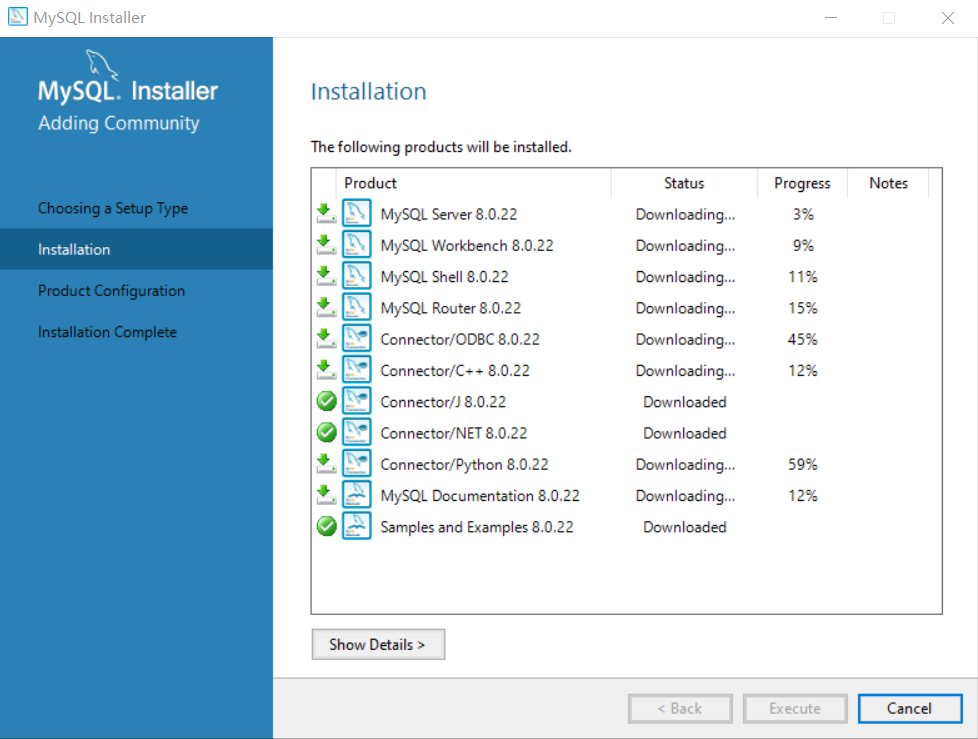 MySQL Installer
MySQL. Installer
Adding Community
Choosing a Setup Type
Installation
Product Configuration
Installation Complete
Installation
The following products will be installed.
Product Status Progress Notes
MySQL Server 8.0.22 Downloading... 3%
MySQL Workbench 8.0.22 Downloading... 9%
MySQL Shell 8.0.22 Downloading... 11%
MySQL Router 8.0.22 Downloading... 15%
Connector/ODBC 8.0.22 Downloading... 45%
Connector/C++ 8.0.22 Downloading... 12%
Connector/J 8.0.22 Downloaded
Connector/NET 8.0.22 Downloaded
Connector/Python 8.0.22 Downloading... 59%
MySQL Documentation 8.0.22 Downloading... 12%
Samples and Examples 8.0.22 Downloaded
Show Details >
< Back Execute Cancel